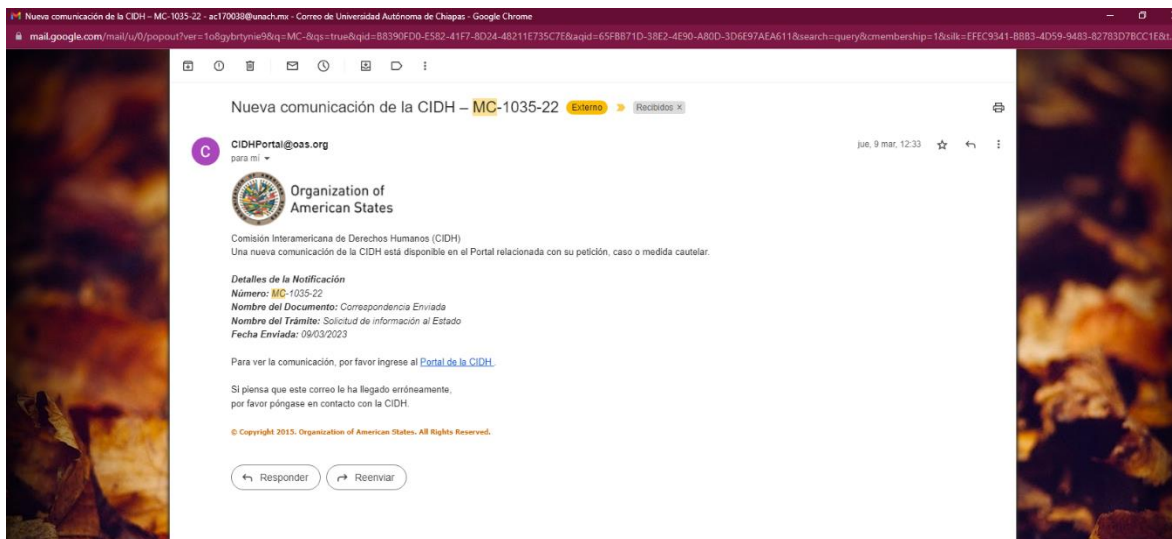 Nueva comunicación de la CIDH – MC-1035-22 - ac170038@unach.mx - Correo de Universidad Autónoma de Chiapas - Google Chrome
mail.google.com/mail/u/0/popout?ver=1o8gybrtynie9&q=MC-&qs=true&qid=B8390FD0-E582-41F7-8D24-48211E735C7E&aqid=65FB871D-38E2-4E90-A80D-3D6E97AEA611&search=query&cmembership=1&silk=EFEC9341-BBB3-4D59-9483-82783D7BCC1E&t.
Nueva comunicación de la CIDH – MC-1035-22 Externo Recibidos x
C
CIDHPortal@oas.org jue, 9 mar, 12:33
para mí
Organization of
American States
Comisión Interamericana de Derechos Humanos (CIDH)
Una nueva comunicación de la CIDH está disponible en el Portal relacionada con su petición, caso o medida cautelar.
Detalles de la Notificación
Número: MC-1035-22
Nombre del Documento: Correspondencia Enviada
Nombre del Trámite: Solicitud de información al Estado
Fecha Enviada: 09/03/2023
Para ver la comunicación, por favor ingrese al Portal de la CIDH .
Si piensa que este correo le ha llegado erróneamente,
por favor póngase en contacto con la CIDH.
© Copyright 2015. Organization of American States. All Rights Reserved.
Responder Reenviar